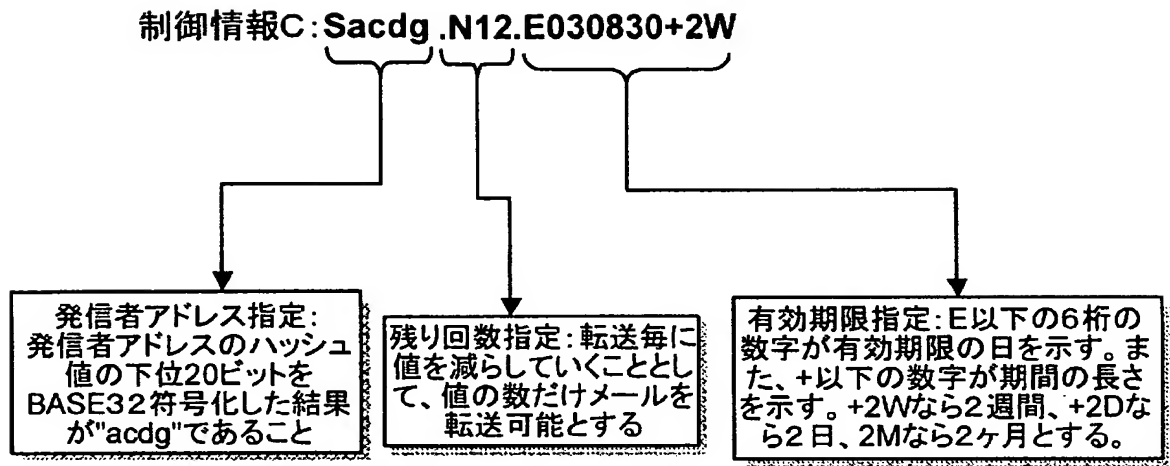 制御情報C:Sacdg.N12.E030830+2W
発信者アドレス指定:
発信者アドレスのハッシュ
値の下位20ビットを
BASE32符号化した結果
が"acdg"であること
残り回数指定:転送毎に
値を減らしていくことと
して、値の数だけメールを
転送可能とする
有効期限指定:E以下の6桁の
数字が有効期限の日を示す。ま
た、+以下の数字が期間の長さ
を示す。+2Wなら2週間、+2Dな
ら2日、2Mなら2ヶ月とする。